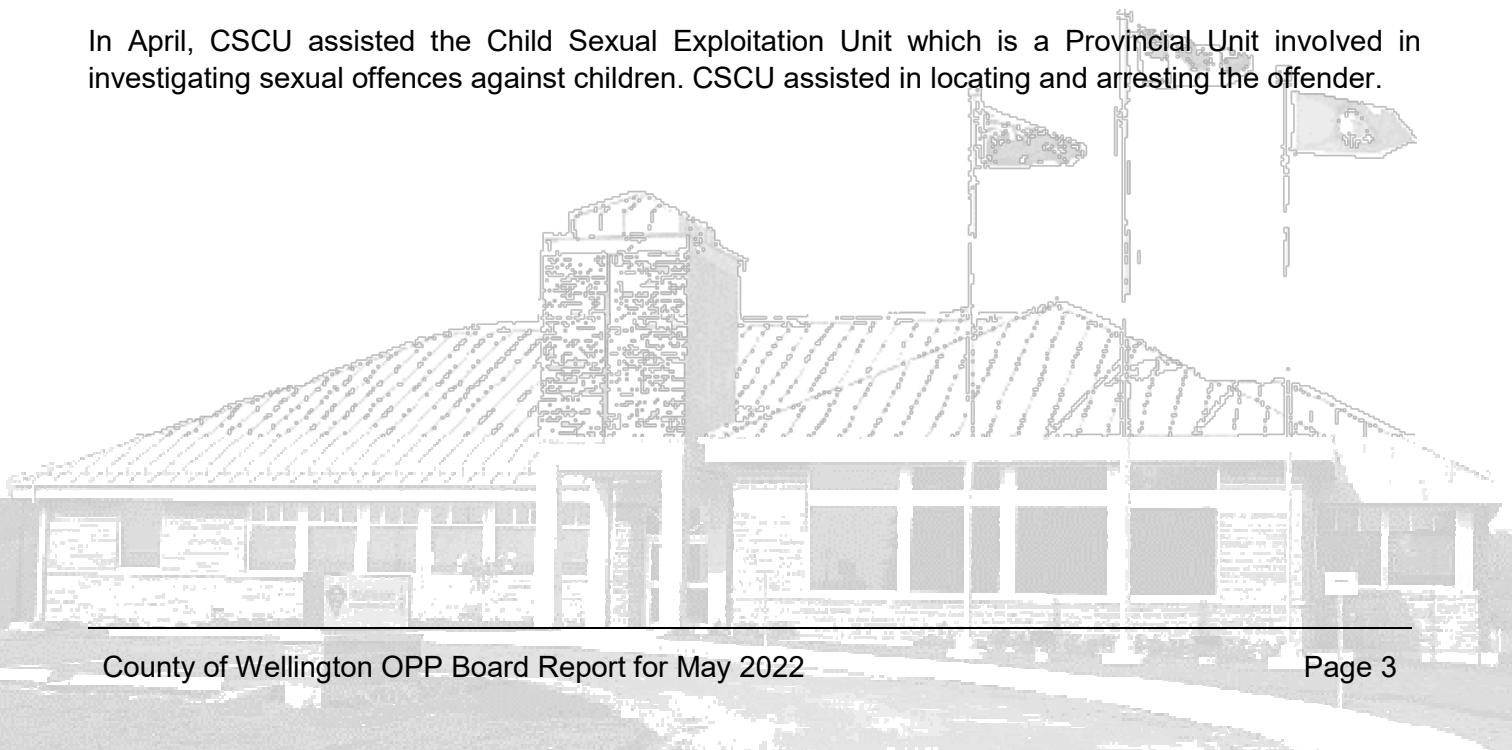 In April, CSCU assisted the Child Sexual Exploitation Unit which is a Provincial Unit involved in
investigating sexual offences against children. CSCU assisted in locating and arresting the offender.
County of Wellington OPP Board Report for May 2022 Page 3